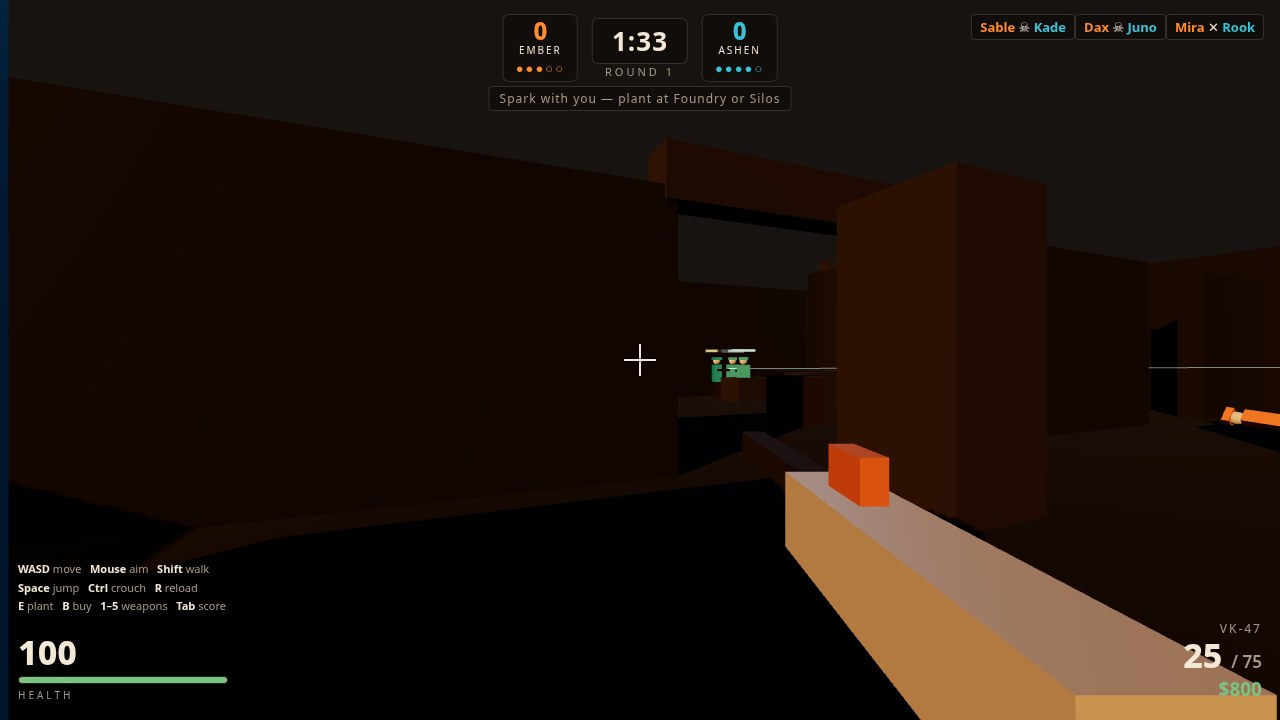 0
EMBER
1:33
ROUND 1
0
ASHEN
Sable ☠ Kade
Dax ☠ Juno
Mira ✕ Rook
Spark with you — plant at Foundry or Silos
WASD move Mouse aim Shift walk
Space jump Ctrl crouch R reload
E plant B buy 1–5 weapons Tab score
100
HEALTH
VK-47
25 / 75
$800